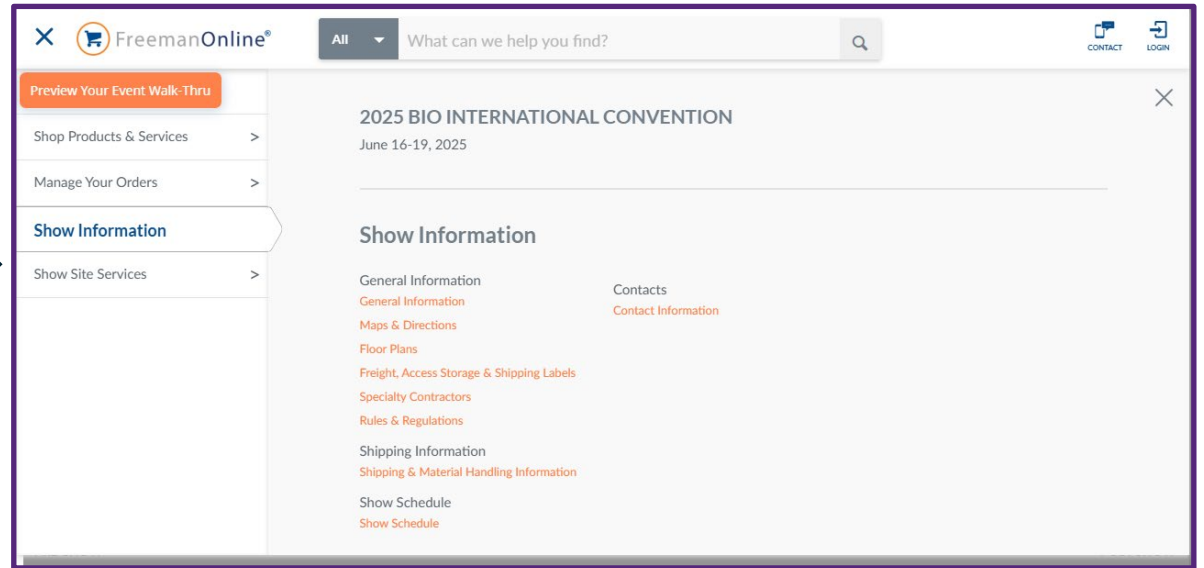 FreemanOnline®
All
What can we help you find?
CONTACT
LOGIN
Preview Your Event Walk-Thru
Shop Products & Services >
Manage Your Orders >
Show Information
Show Site Services >
2025 BIO INTERNATIONAL CONVENTION
June 16-19, 2025
Show Information
General Information
General Information
Maps & Directions
Floor Plans
Freight, Access Storage & Shipping Labels
Specialty Contractors
Rules & Regulations
Shipping Information
Shipping & Material Handling Information
Show Schedule
Show Schedule
Contacts
Contact Information